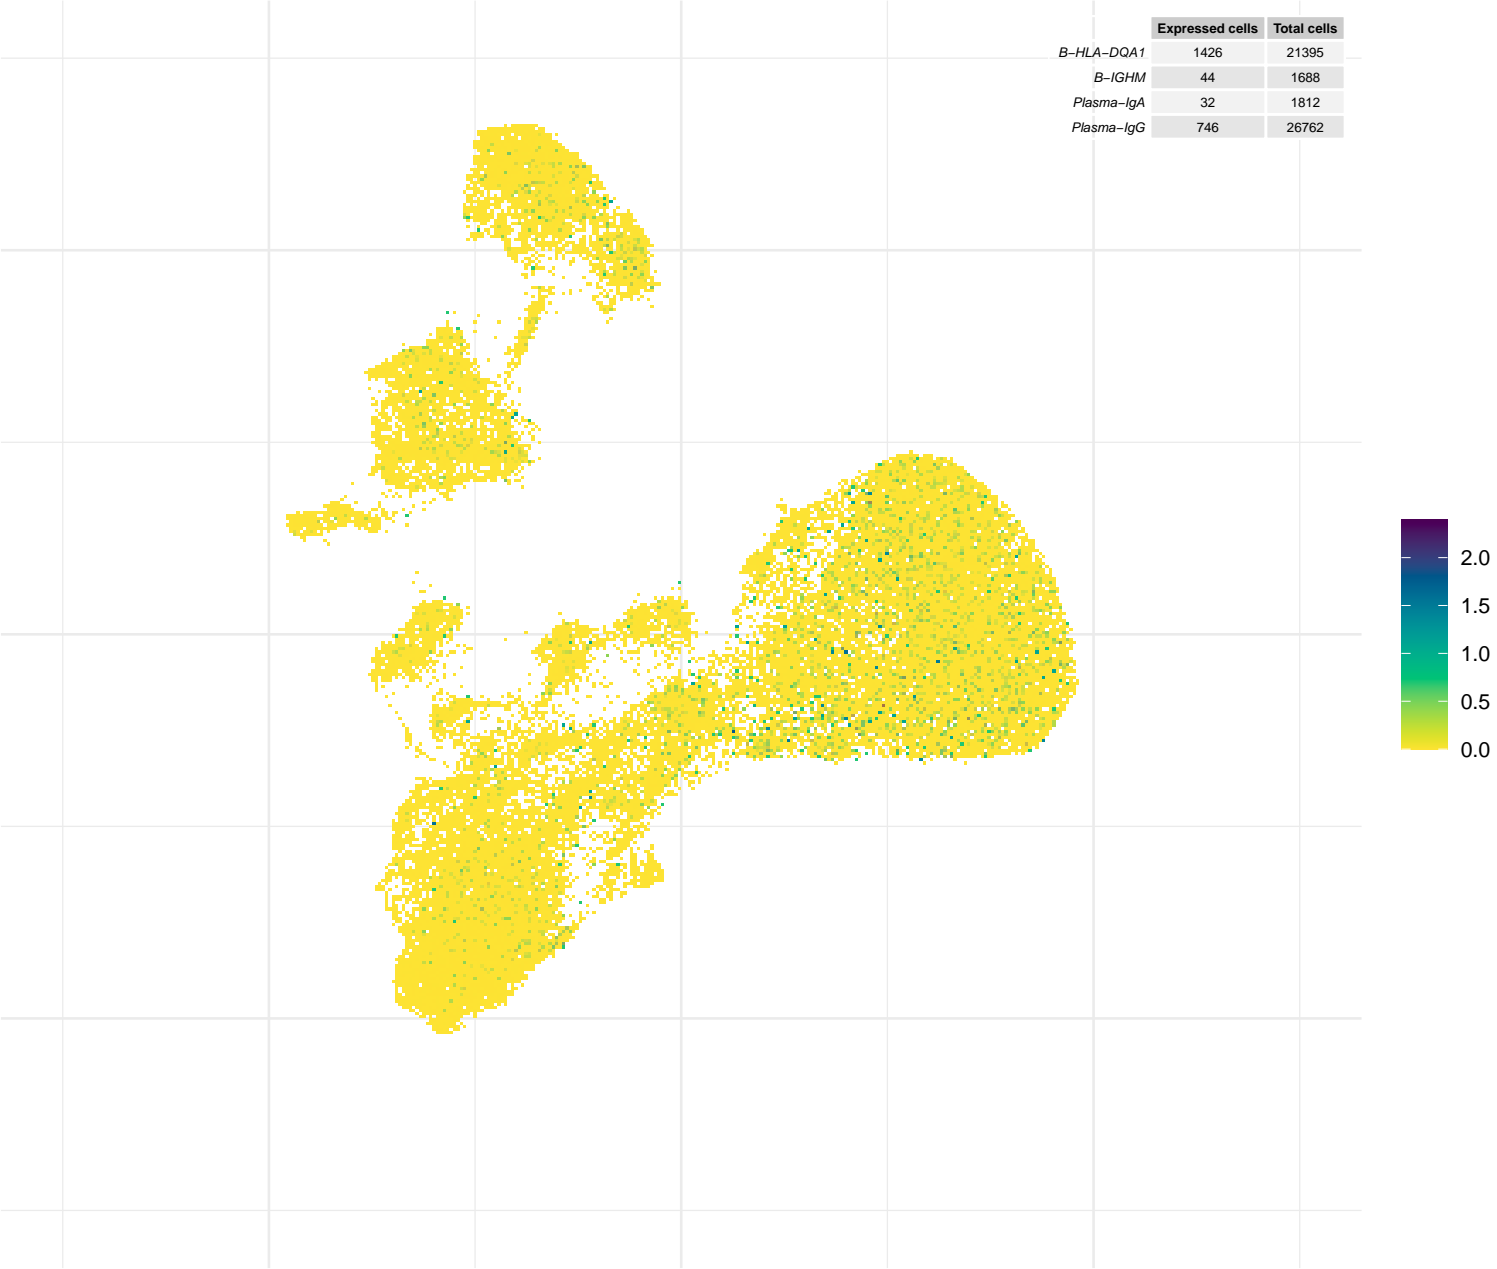 Expressed cells Total cells
B−HLA−DQA1 1426 21395
B−IGHM 44 1688
Plasma−IgA 32 1812
Plasma−IgG 746 26762
2.0
1.5
1.0
0.5
0.0